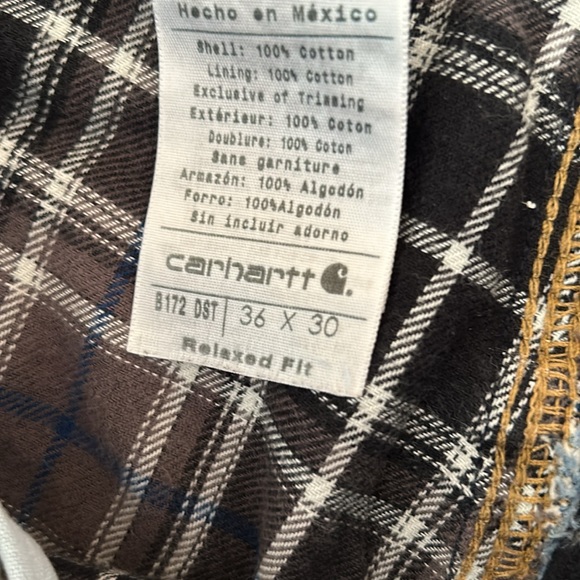 Hecho en México
Shell: 100% Cotton
Lining: 100% Cotton
Exclusive of Trimming
Extérieur: 100% Coton
Doublure: 100% Coton
Sans garniture
Armazón: 100% Algodón
Forro: 100%Algodón
Sin incluir adorno
carhartt
B172 DST | 36 X 30
Relaxed Fit